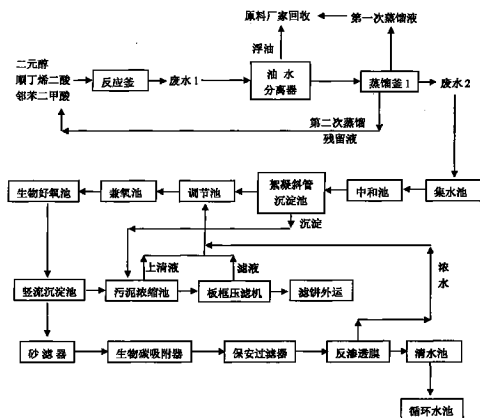 原料厂家回收
第一次蒸馏液
浮油
二元醇
顺丁烯二酸
邻苯二甲酸
反应釜
废水1
油水
分离器
蒸馏釜1
废水2
第二次蒸馏
残留液
生物好氧池
兼氧池
调节池
絮凝斜管
沉淀池
中和池
集水池
沉淀
上清液
滤液
浓水
竖流沉淀池
污泥浓缩池
板框压滤机
滤饼外运
砂滤器
生物碳吸附器
保安过滤器
反渗透膜
清水池
循环水池